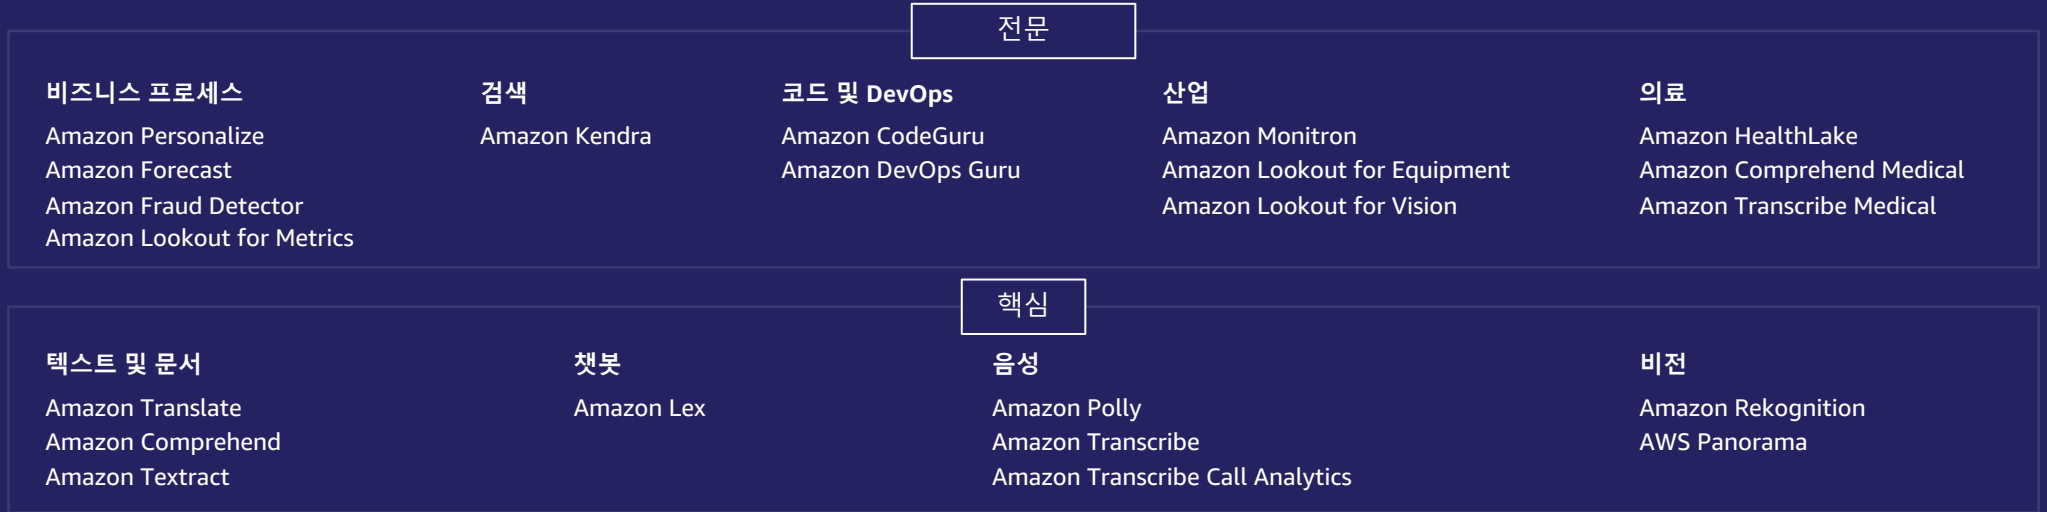 전문
비즈니스 프로세스
Amazon Personalize
Amazon Forecast
Amazon Fraud Detector
Amazon Lookout for Metrics
검색
Amazon Kendra
코드 및 DevOps
Amazon CodeGuru
Amazon DevOps Guru
산업
Amazon Monitron
Amazon Lookout for Equipment
Amazon Lookout for Vision
의료
Amazon HealthLake
Amazon Comprehend Medical
Amazon Transcribe Medical
핵심
텍스트 및 문서
Amazon Translate
Amazon Comprehend
Amazon Textract
챗봇
Amazon Lex
음성
Amazon Polly
Amazon Transcribe
Amazon Transcribe Call Analytics
비전
Amazon Rekognition
AWS Panorama